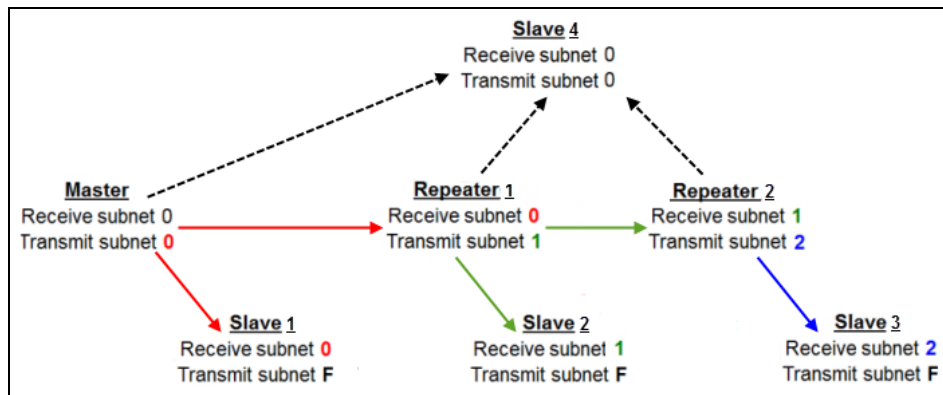 Slave 4
Receive subnet 0
Transmit subnet 0
Master
Receive subnet 0
Transmit subnet 0
Repeater 1
Receive subnet 0
Transmit subnet 1
Repeater 2
Receive subnet 1
Transmit subnet 2
Slave 1
Receive subnet 0
Transmit subnet F
Slave 2
Receive subnet 1
Transmit subnet F
Slave 3
Receive subnet 2
Transmit subnet F